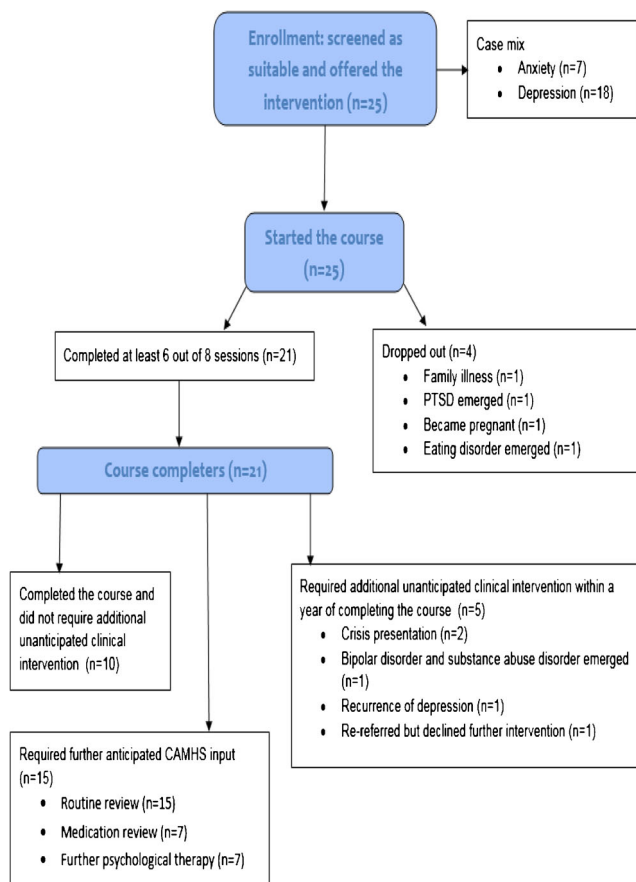 Enrollment: screened as
suitable and offered the
intervention (n=25)
Case mix
• Anxiety (n=7)
• Depression (n=18)
Started the course
(n=25)
Completed at least 6 out of 8 sessions (n=21)
Dropped out (n=4)
• Family illness (n=1)
• PTSD emerged (n=1)
• Became pregnant (n=1)
• Eating disorder emerged (n=1)
Course completers (n=21)
Completed the course and
did not require additional
unanticipated clinical
intervention (n=10)
Required additional unanticipated clinical intervention within a
year of completing the course (n=5)
• Crisis presentation (n=2)
• Bipolar disorder and substance abuse disorder emerged
(n=1)
• Recurrence of depression (n=1)
• Re-referred but declined further intervention (n=1)
Required further anticipated CAMHS input
(n=15)
• Routine review (n=15)
• Medication review (n=7)
• Further psychological therapy (n=7)